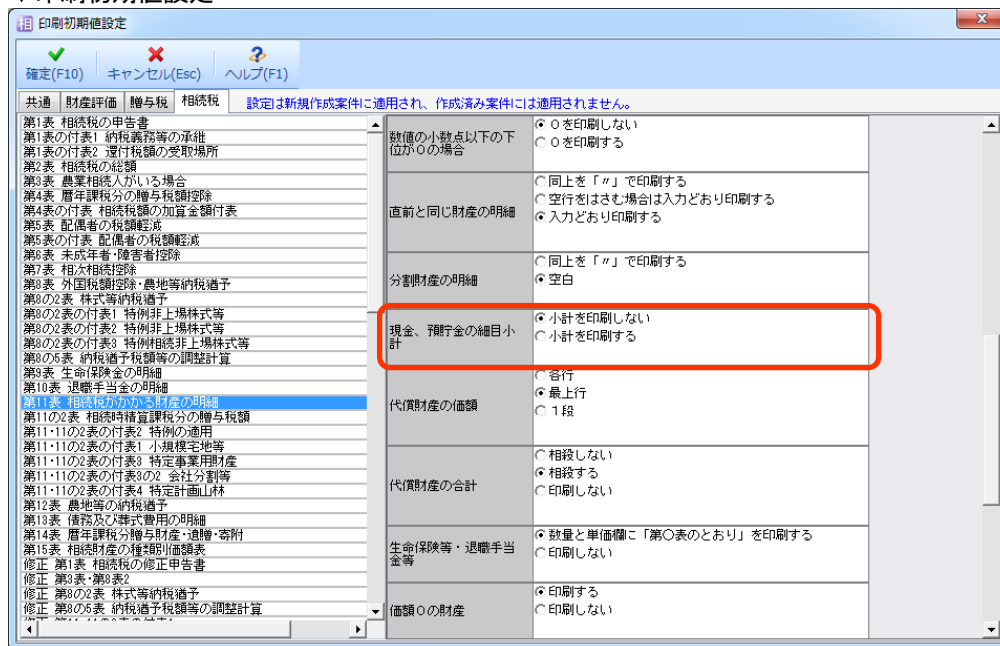 印刷初期値設定
確定(F10) キャンセル(Esc) ヘルプ(F1)
共通 財産評価 贈与税 相続税 設定は新規作成案件に適用され、作成済み案件には適用されません。
第1表 相続税の申告書
第1表の付表1 納税義務等の承継
第1表の付表2 還付税額の受取場所
第2表 相続税の総額
第3表 農業相続人がいる場合
第4表 暦年課税分の贈与税額控除
第4表の付表 相続税額の加算金額付表
第5表 配偶者の税額軽減
第5表の付表 配偶者の税額軽減
第6表 未成年者・障害者控除
第7表 相次相続控除
第8表 外国税額控除・農地等納税猶予
第8の2表 株式等納税猶予
第8の2表の付表1 特例非上場株式等
第8の2表の付表2 特例非上場株式等
第8の2表の付表3 特例相続非上場株式等
第8の5表 納税猶予税額等の調整計算
第9表 生命保険金の明細
第10表 退職手当金の明細
第11表 相続税がかかる財産の明細
第11の2表 相続時精算課税分の贈与税額
第11・11の2表の付表2 特例の適用
第11・11の2表の付表1 小規模宅地等
第11・11の2表の付表3 特定事業用財産
第11・11の2表の付表3の2 会社分割等
第11・11の2表の付表4 特定計画山林
第12表 農地等の納税猶予
第13表 債務及び葬式費用の明細
第14表 暦年課税分贈与財産・遺贈・寄附
第15表 相続財産の種類別価額表
修正 第1表 相続税の修正申告書
修正 第3表・第8表2
修正 第8の2表 株式等納税猶予
修正 第8の5表 納税猶予税額等の調整計算
数値の小数点以下の下
位が0の場合
0を印刷しない
0を印刷する
直前と同じ財産の明細
同上を「〃」で印刷する
空行をはさむ場合は入力どおり印刷する
入力どおり印刷する
分割財産の明細
同上を「〃」で印刷する
空白
現金、預貯金の細目小
計
小計を印刷しない
小計を印刷する
代償財産の価額
各行
最上行
1段
代償財産の合計
相殺しない
相殺する
印刷しない
生命保険等・退職手当
金等
数量と単価欄に「第〇表のとおり」を印刷する
印刷しない
価額0の財産
印刷する
印刷しない